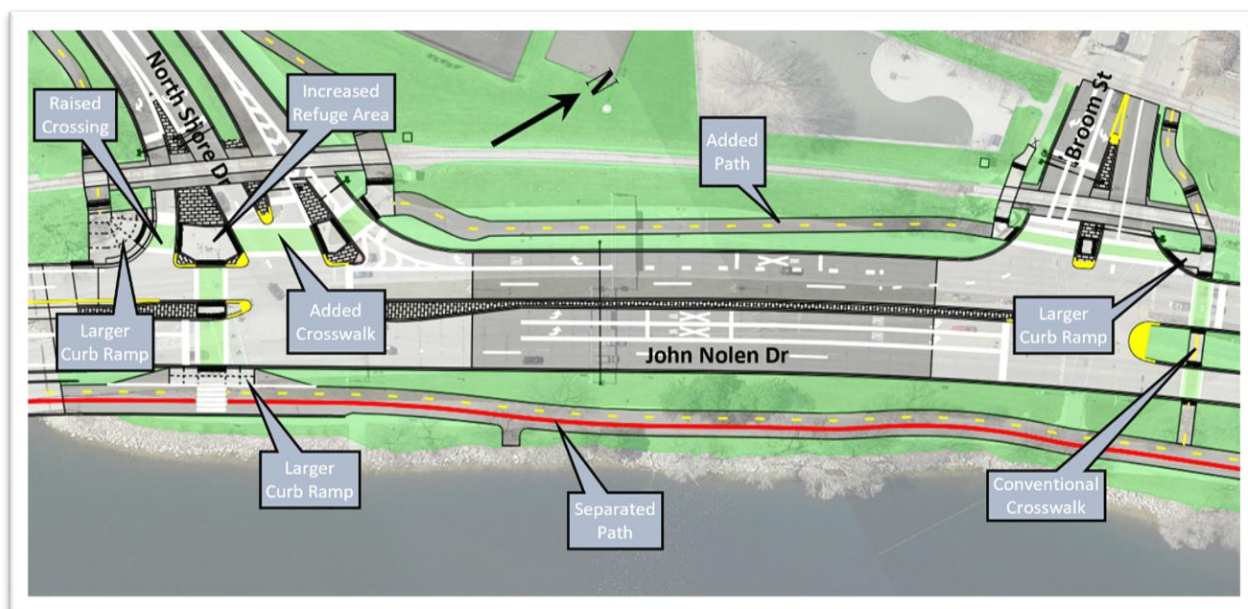 North Shore Dr
Raised
Crossing
Increased
Refuge Area
N
Added
Path
Broom St
Larger
Curb Ramp
Added
Crosswalk
John Nolen Dr
Larger
Curb Ramp
Larger
Curb Ramp
Separated
Path
Conventional
Crosswalk